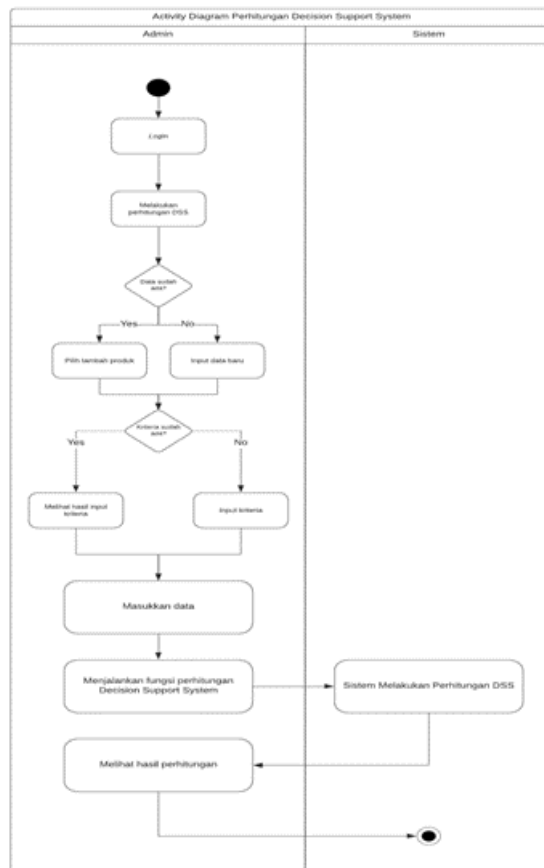 Activity Diagram Perhitungan Decision Support System
Admin
Sistem
Login
Melakukan
perhitungan DSS
Data sudah
ada?
Yes
No
Pilih tambah produk
Input data baru
Kriteria sudah
ada?
Yes
No
Melihat hasil input
kriteria
Input kriteria
Masukkan data
Menjalankan fungsi perhitungan
Decision Support System
Sistem Melakukan Perhitungan DSS
Melihat hasil perhitungan